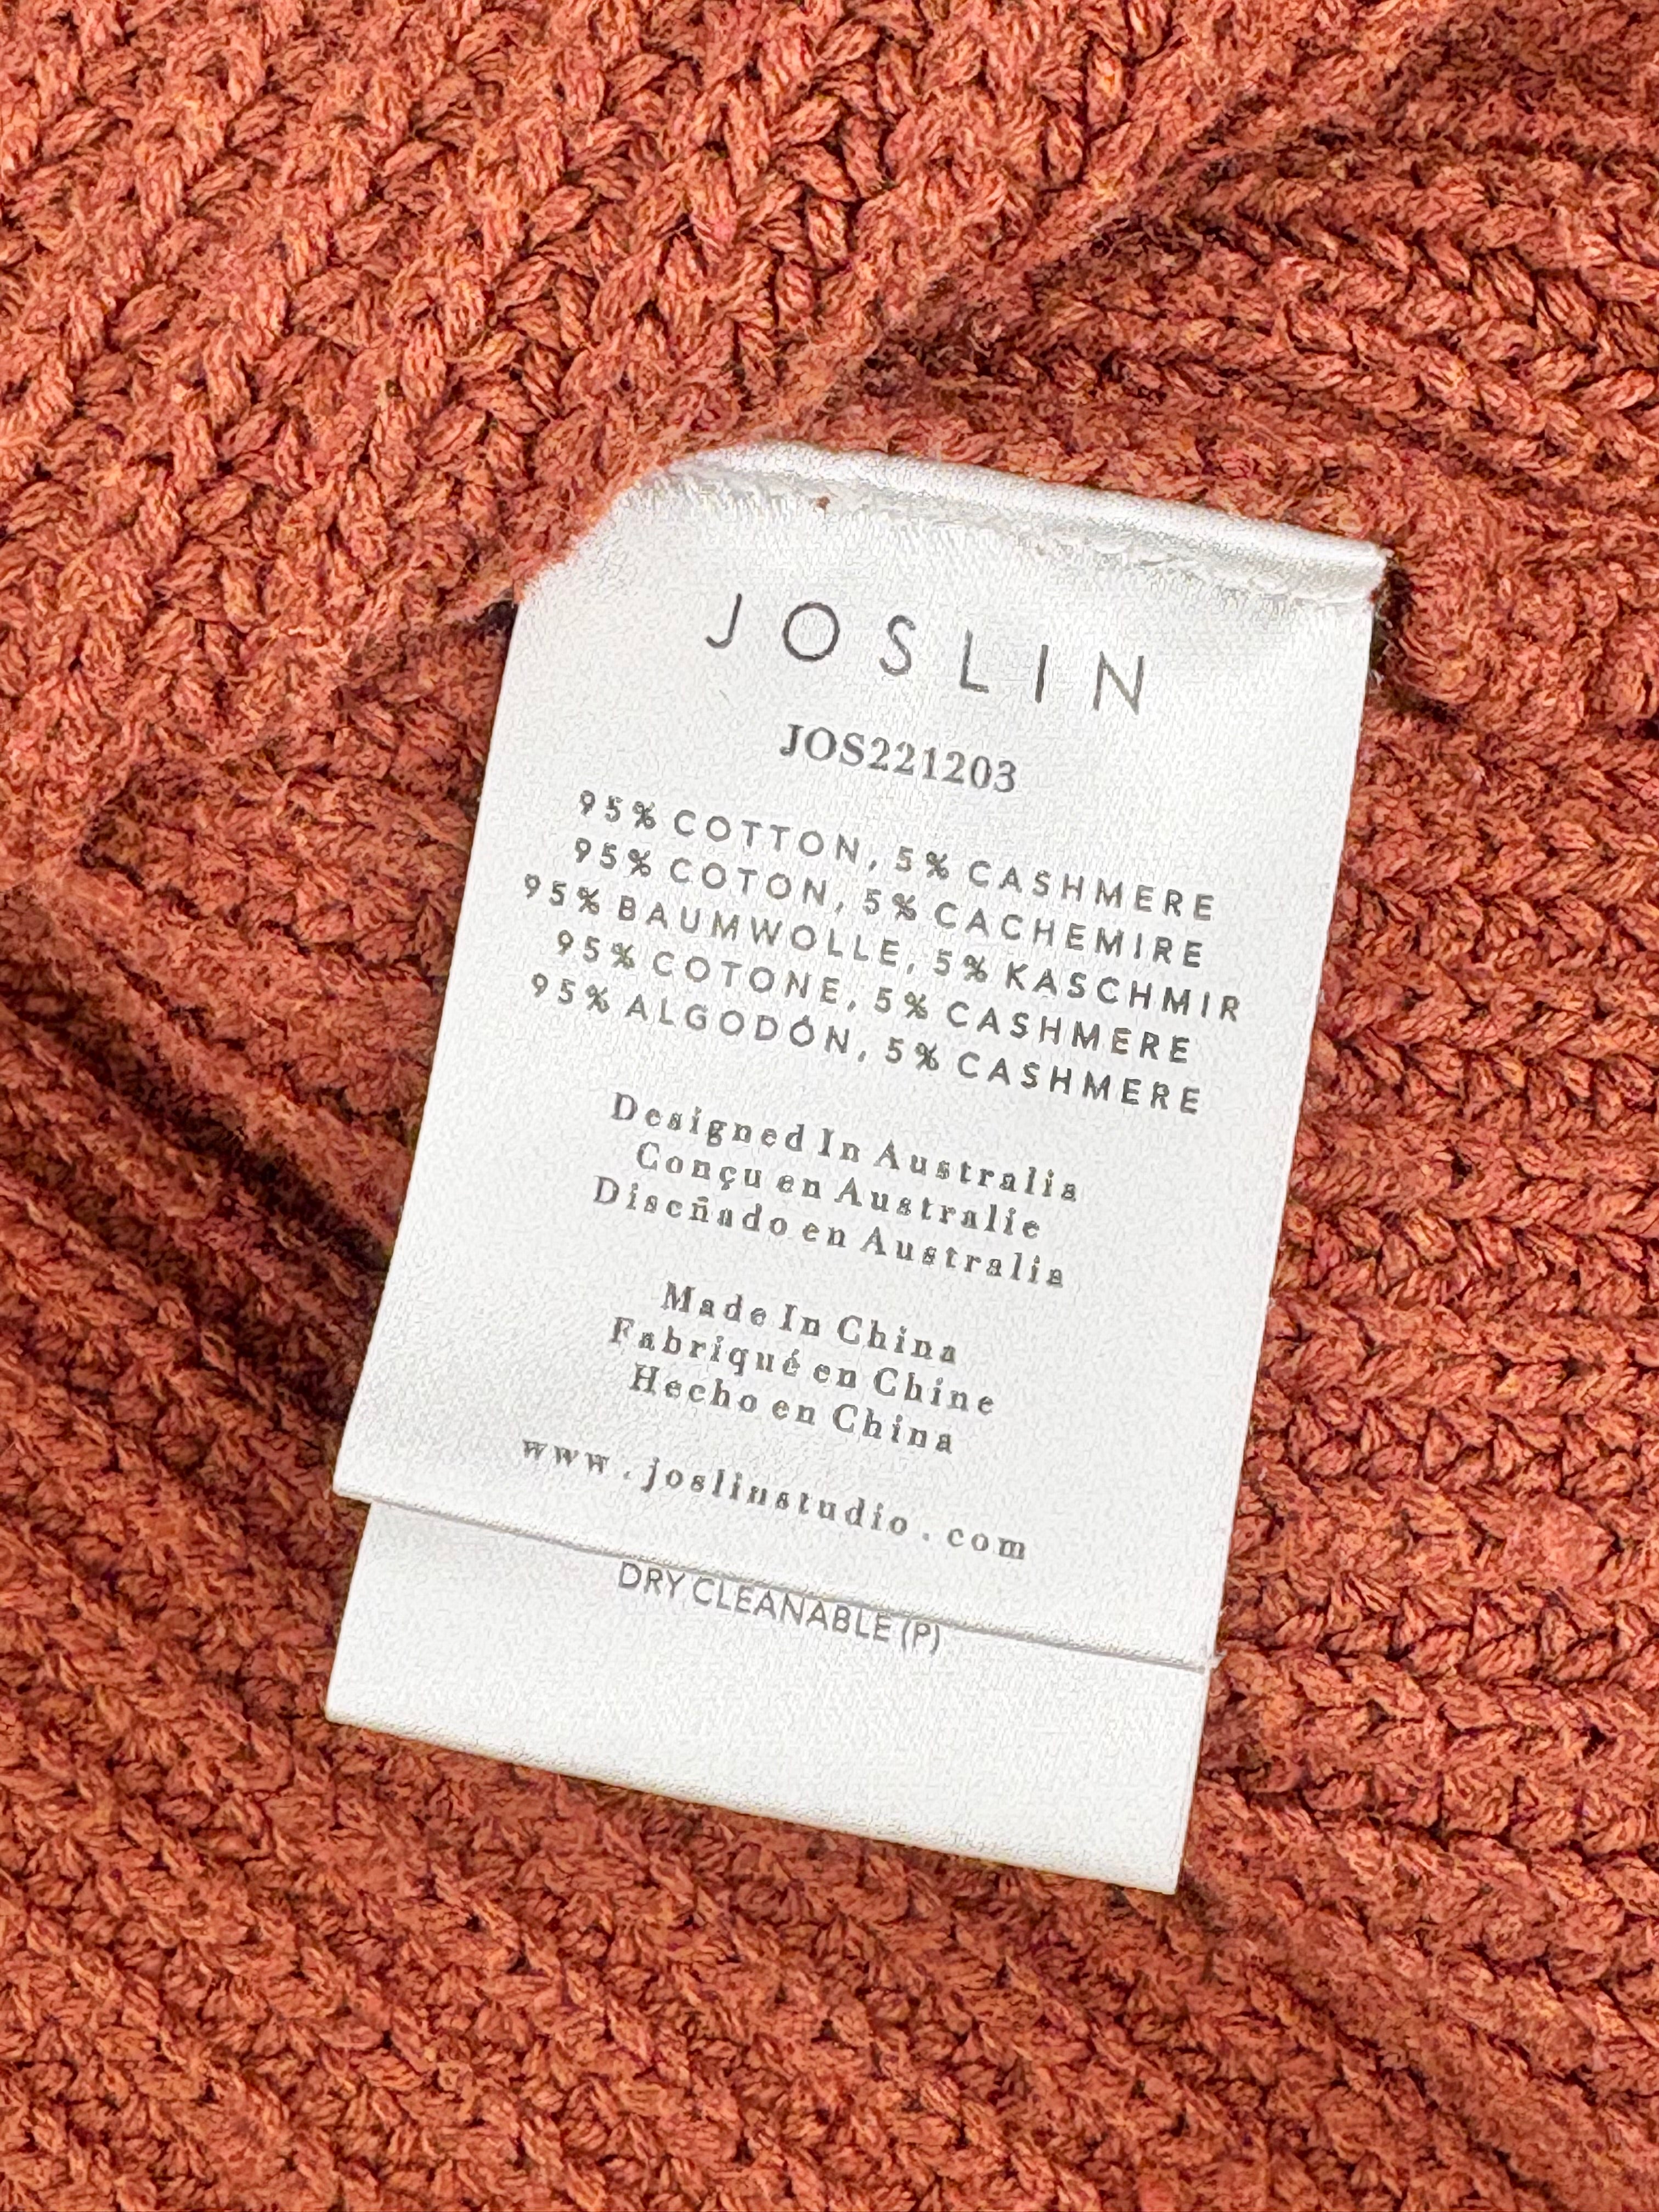 JOSLIN
JOS221203
95% COTTON, 5% CASHMERE
95% COTON, 5% CACHEMIRE
95% BAUMWOLLE, 5% KASCHMIR
95% COTONE, 5% CASHMERE
95% ALGODÓN, 5% CASHMERE
Designed In Australia
Conçu en Australie
Diseñado en Australia
Made In China
Fabriqué en Chine
Hecho en China
www.joslinstudio.com
DRY CLEANABLE (P)